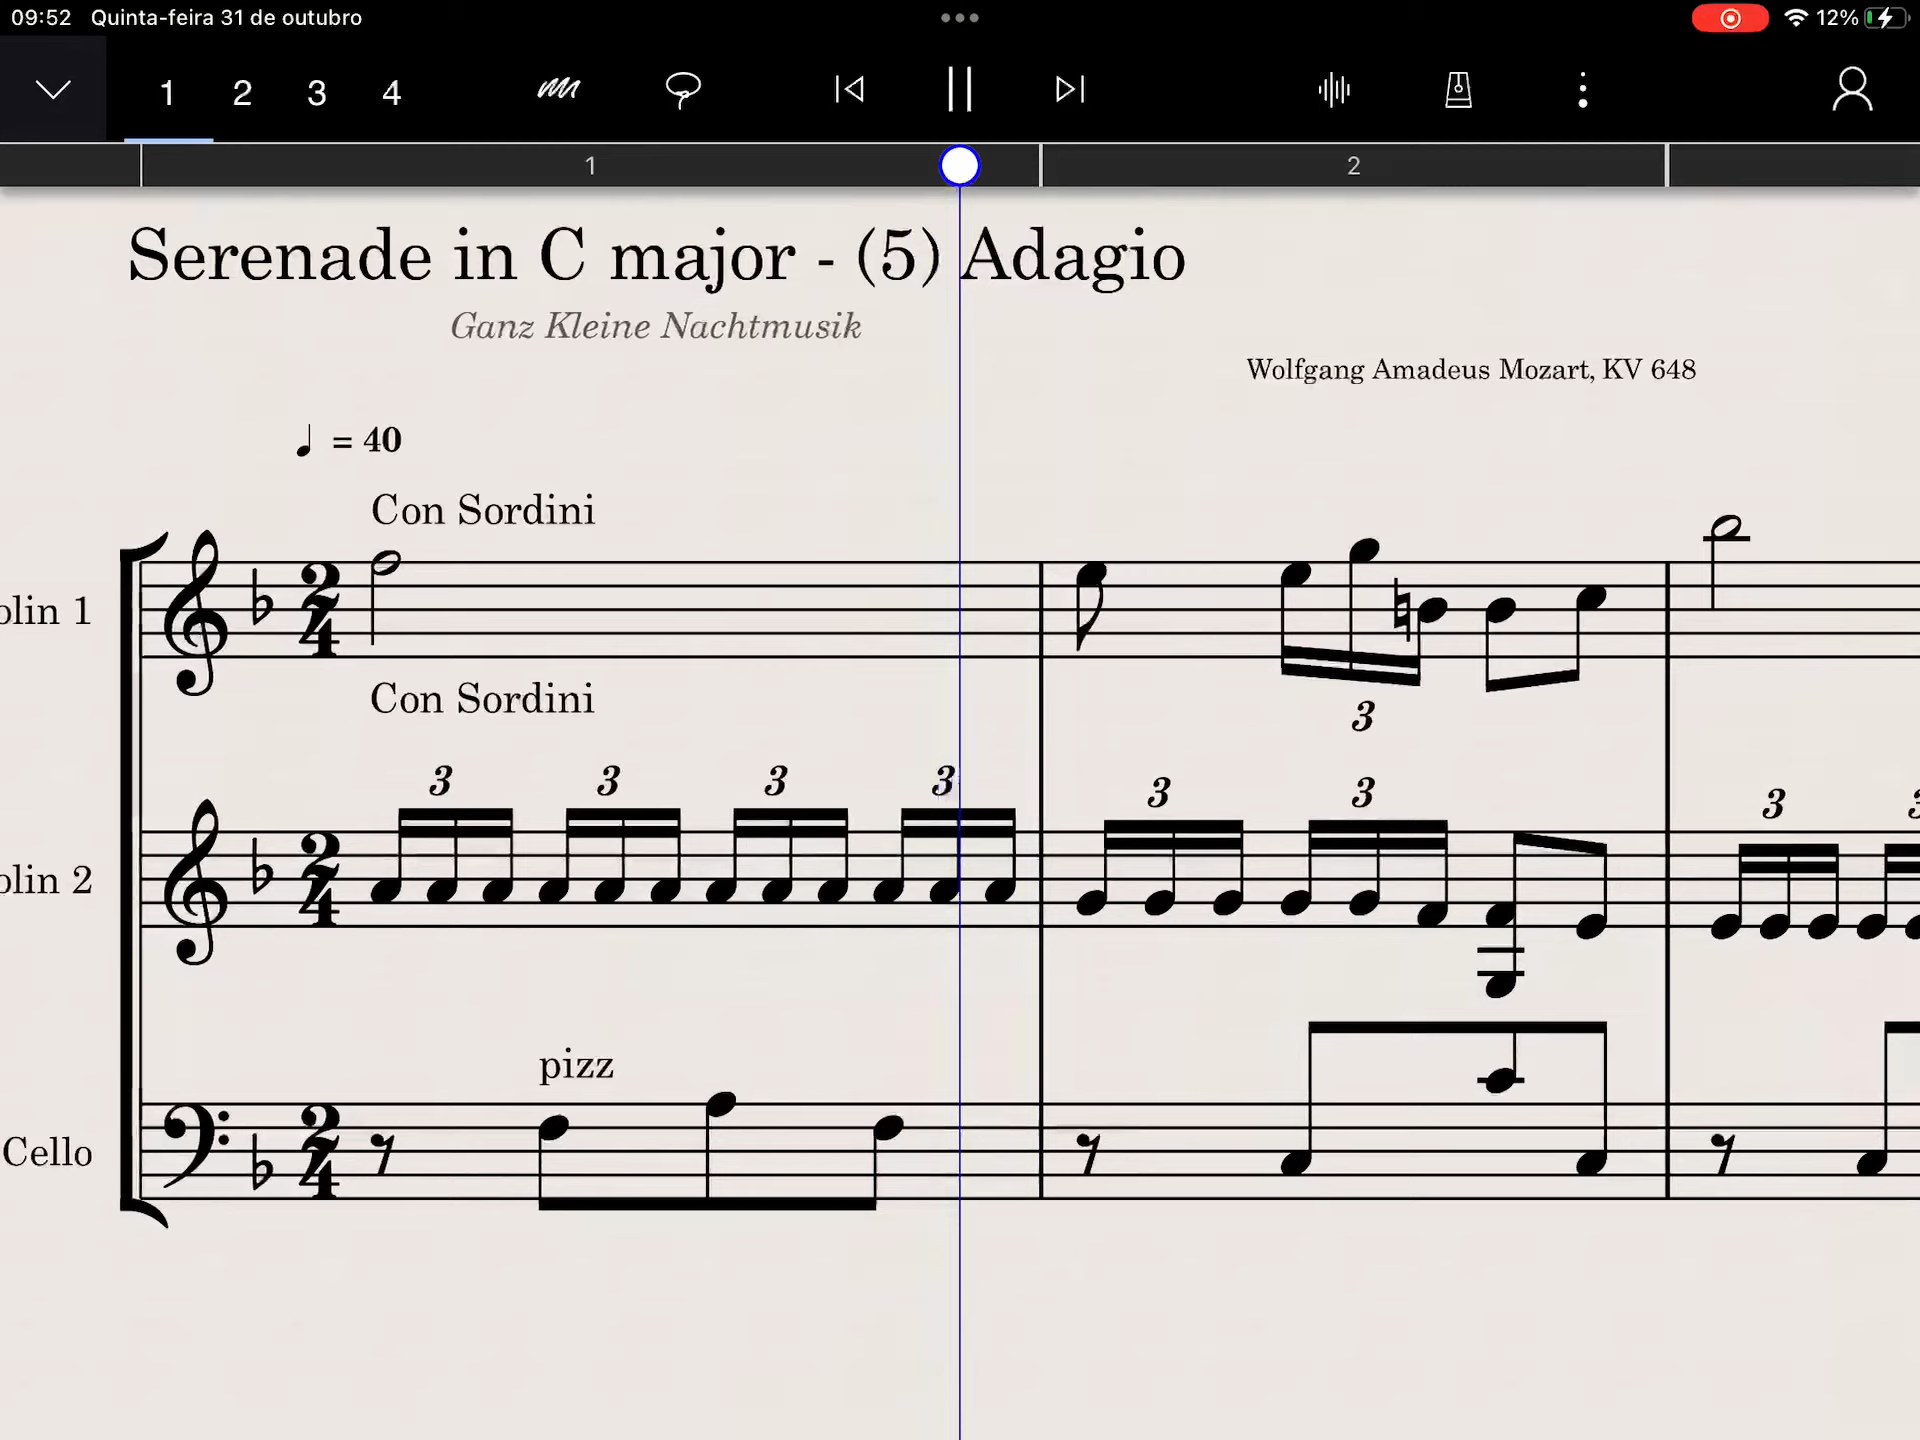 09:52 Quinta-feira 31 de outubro 12%
1 2 3 4
1 2
Serenade in C major - (5) Adagio
Ganz Kleine Nachtmusik
Wolfgang Amadeus Mozart, KV 648
= 40
Con Sordini
olin 1
Con Sordini
3
3 3 3 3 3 3 3
olin 2
pizz
Cello